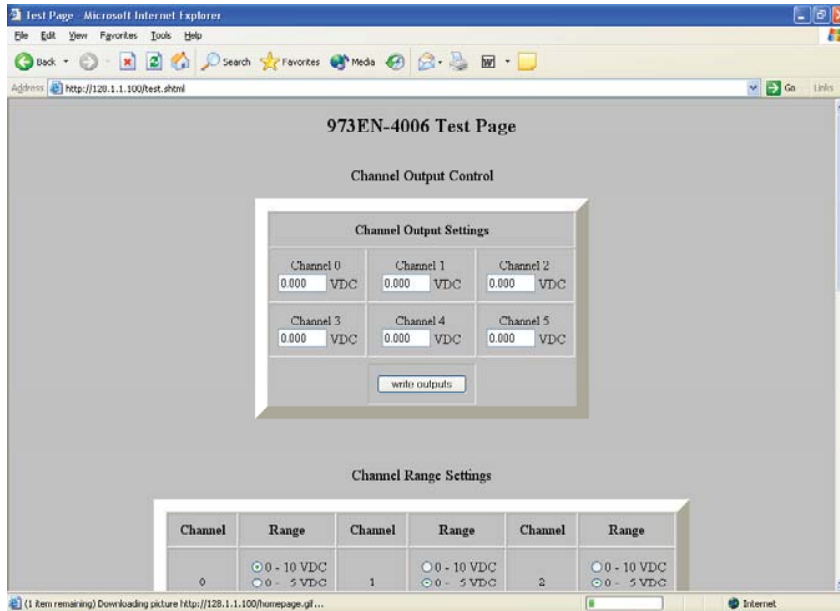 Test Page - Microsoft Internet Explorer
File Edit View Favorites Tools Help
Back Search Favorites Media
Address http://128.1.1.100/test.shtml Go Links
973EN-4006 Test Page
Channel Output Control
Channel Output Settings
Channel 0 Channel 1 Channel 2
0.000 VDC 0.000 VDC 0.000 VDC
Channel 3 Channel 4 Channel 5
0.000 VDC 0.000 VDC 0.000 VDC
write outputs
Channel Range Settings
Channel Range Channel Range Channel Range
0 - 10 VDC 0 - 10 VDC 0 - 10 VDC
0 0 - 5 VDC 1 0 - 5 VDC 2 0 - 5 VDC
(1 item remaining) Downloading picture http://128.1.1.100/homepage.gif... Internet